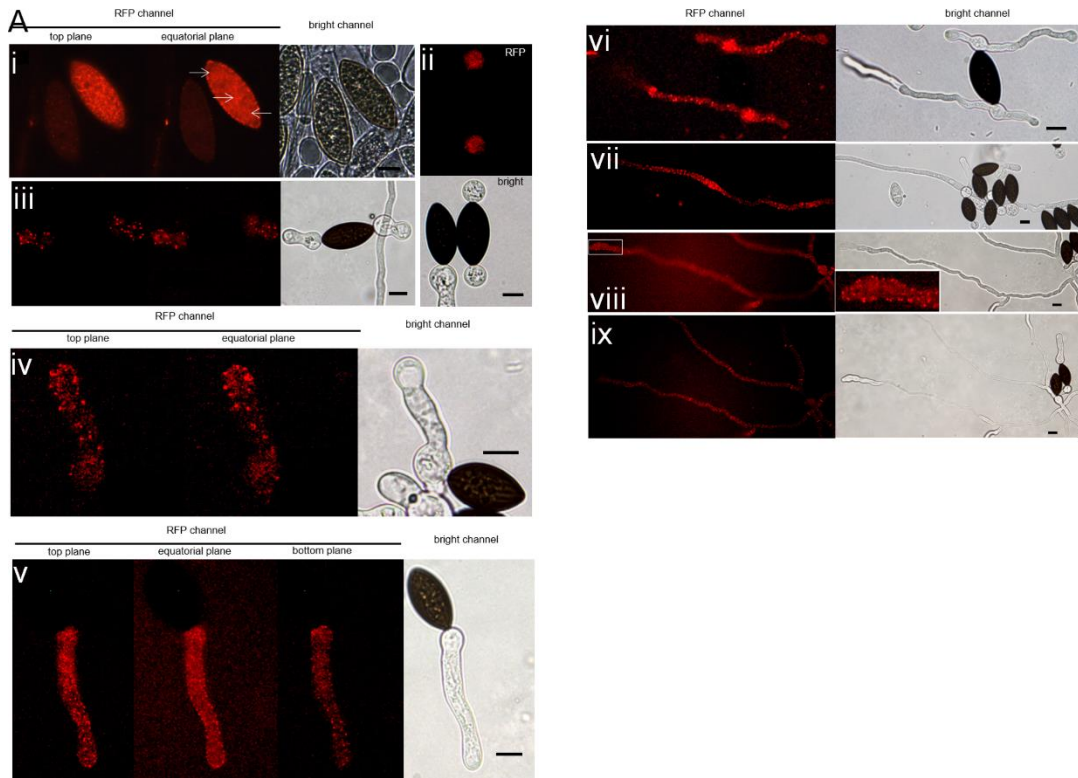 A
RFP channel
top plane equatorial plane
bright channel
i
ii
RFP
bright
iii
RFP channel
top plane equatorial plane
bright channel
iv
RFP channel
top plane equatorial plane bottom plane
bright channel
v
RFP channel bright channel
vi
vii
viii
ix